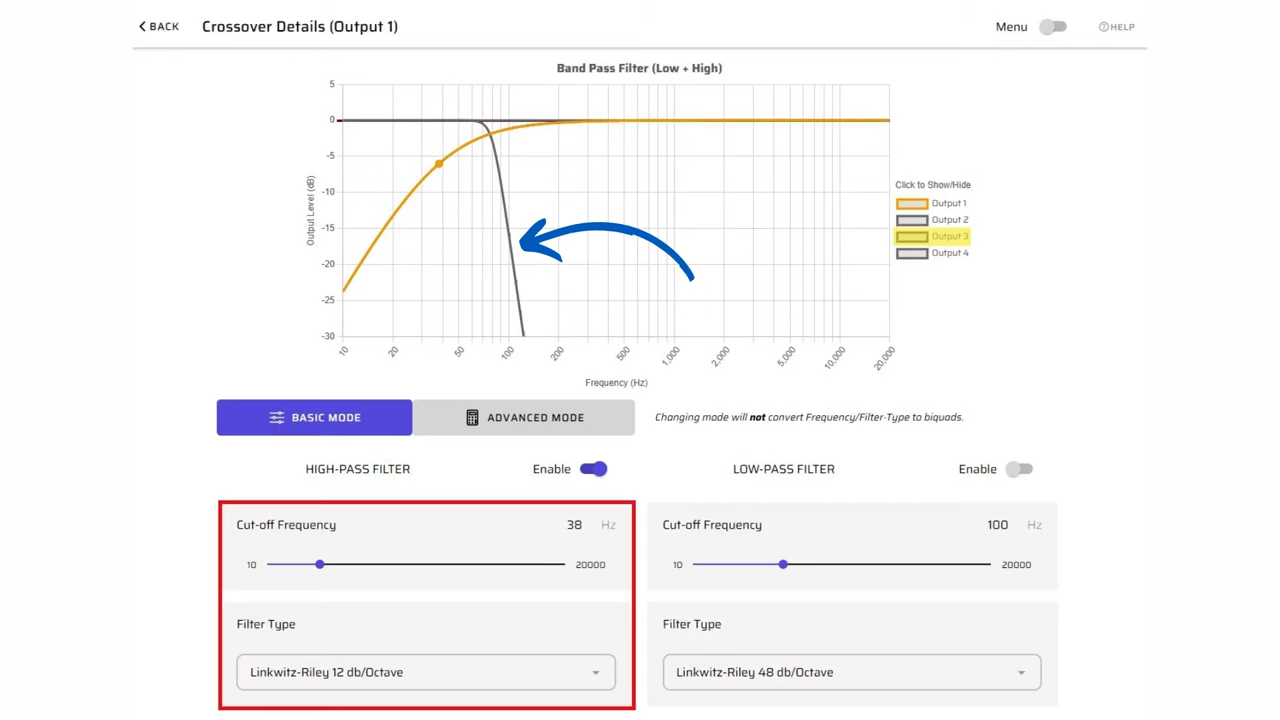 BACK
Crossover Details (Output 1)
Menu
HELP
Band Pass Filter (Low + High)
5
0
-5
-10
-15
-20
-25
-30
Output Level (dB)
10
20
50
100
200
500
1,000
2,000
5,000
10,000
20,000
Frequency (Hz)
Click to Show/Hide
Output 1
Output 2
Output 3
Output 4
BASIC MODE
ADVANCED MODE
Changing mode will not convert Frequency/Filter-Type to biquads.
HIGH-PASS FILTER
Enable
LOW-PASS FILTER
Enable
Cut-off Frequency 38 Hz
10 20000
Filter Type
Linkwitz-Riley 12 db/Octave
Cut-off Frequency 100 Hz
10 20000
Filter Type
Linkwitz-Riley 48 db/Octave